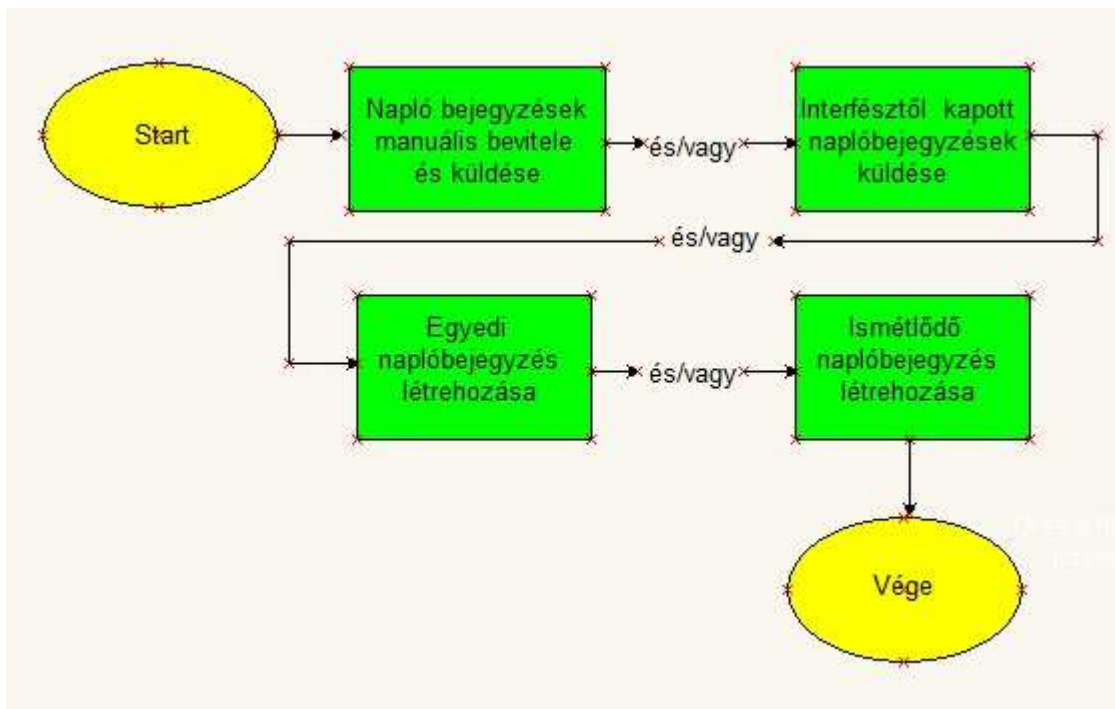 Start
Napló bejegyzések
manuális bevitele
és küldése
és/vagy
Interfésztől kapott
naplóbejegyzések
küldése
és/vagy
Egyedi
naplóbejegyzés
létrehozása
és/vagy
Ismétlődő
naplóbejegyzés
létrehozása
Vége